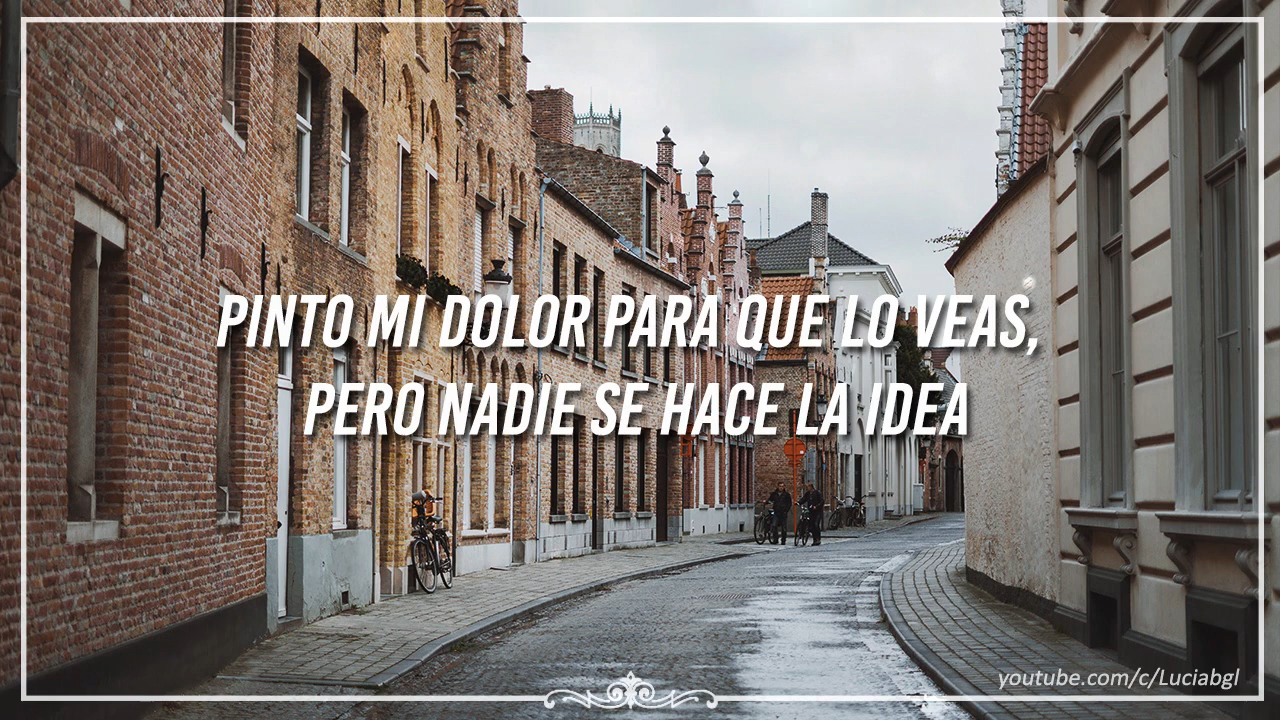 PINTO MI DOLOR PARA QUE LO VEAS,
PERO NADIE SE HACE LA IDEA
youtube.com/c/Luciabgl